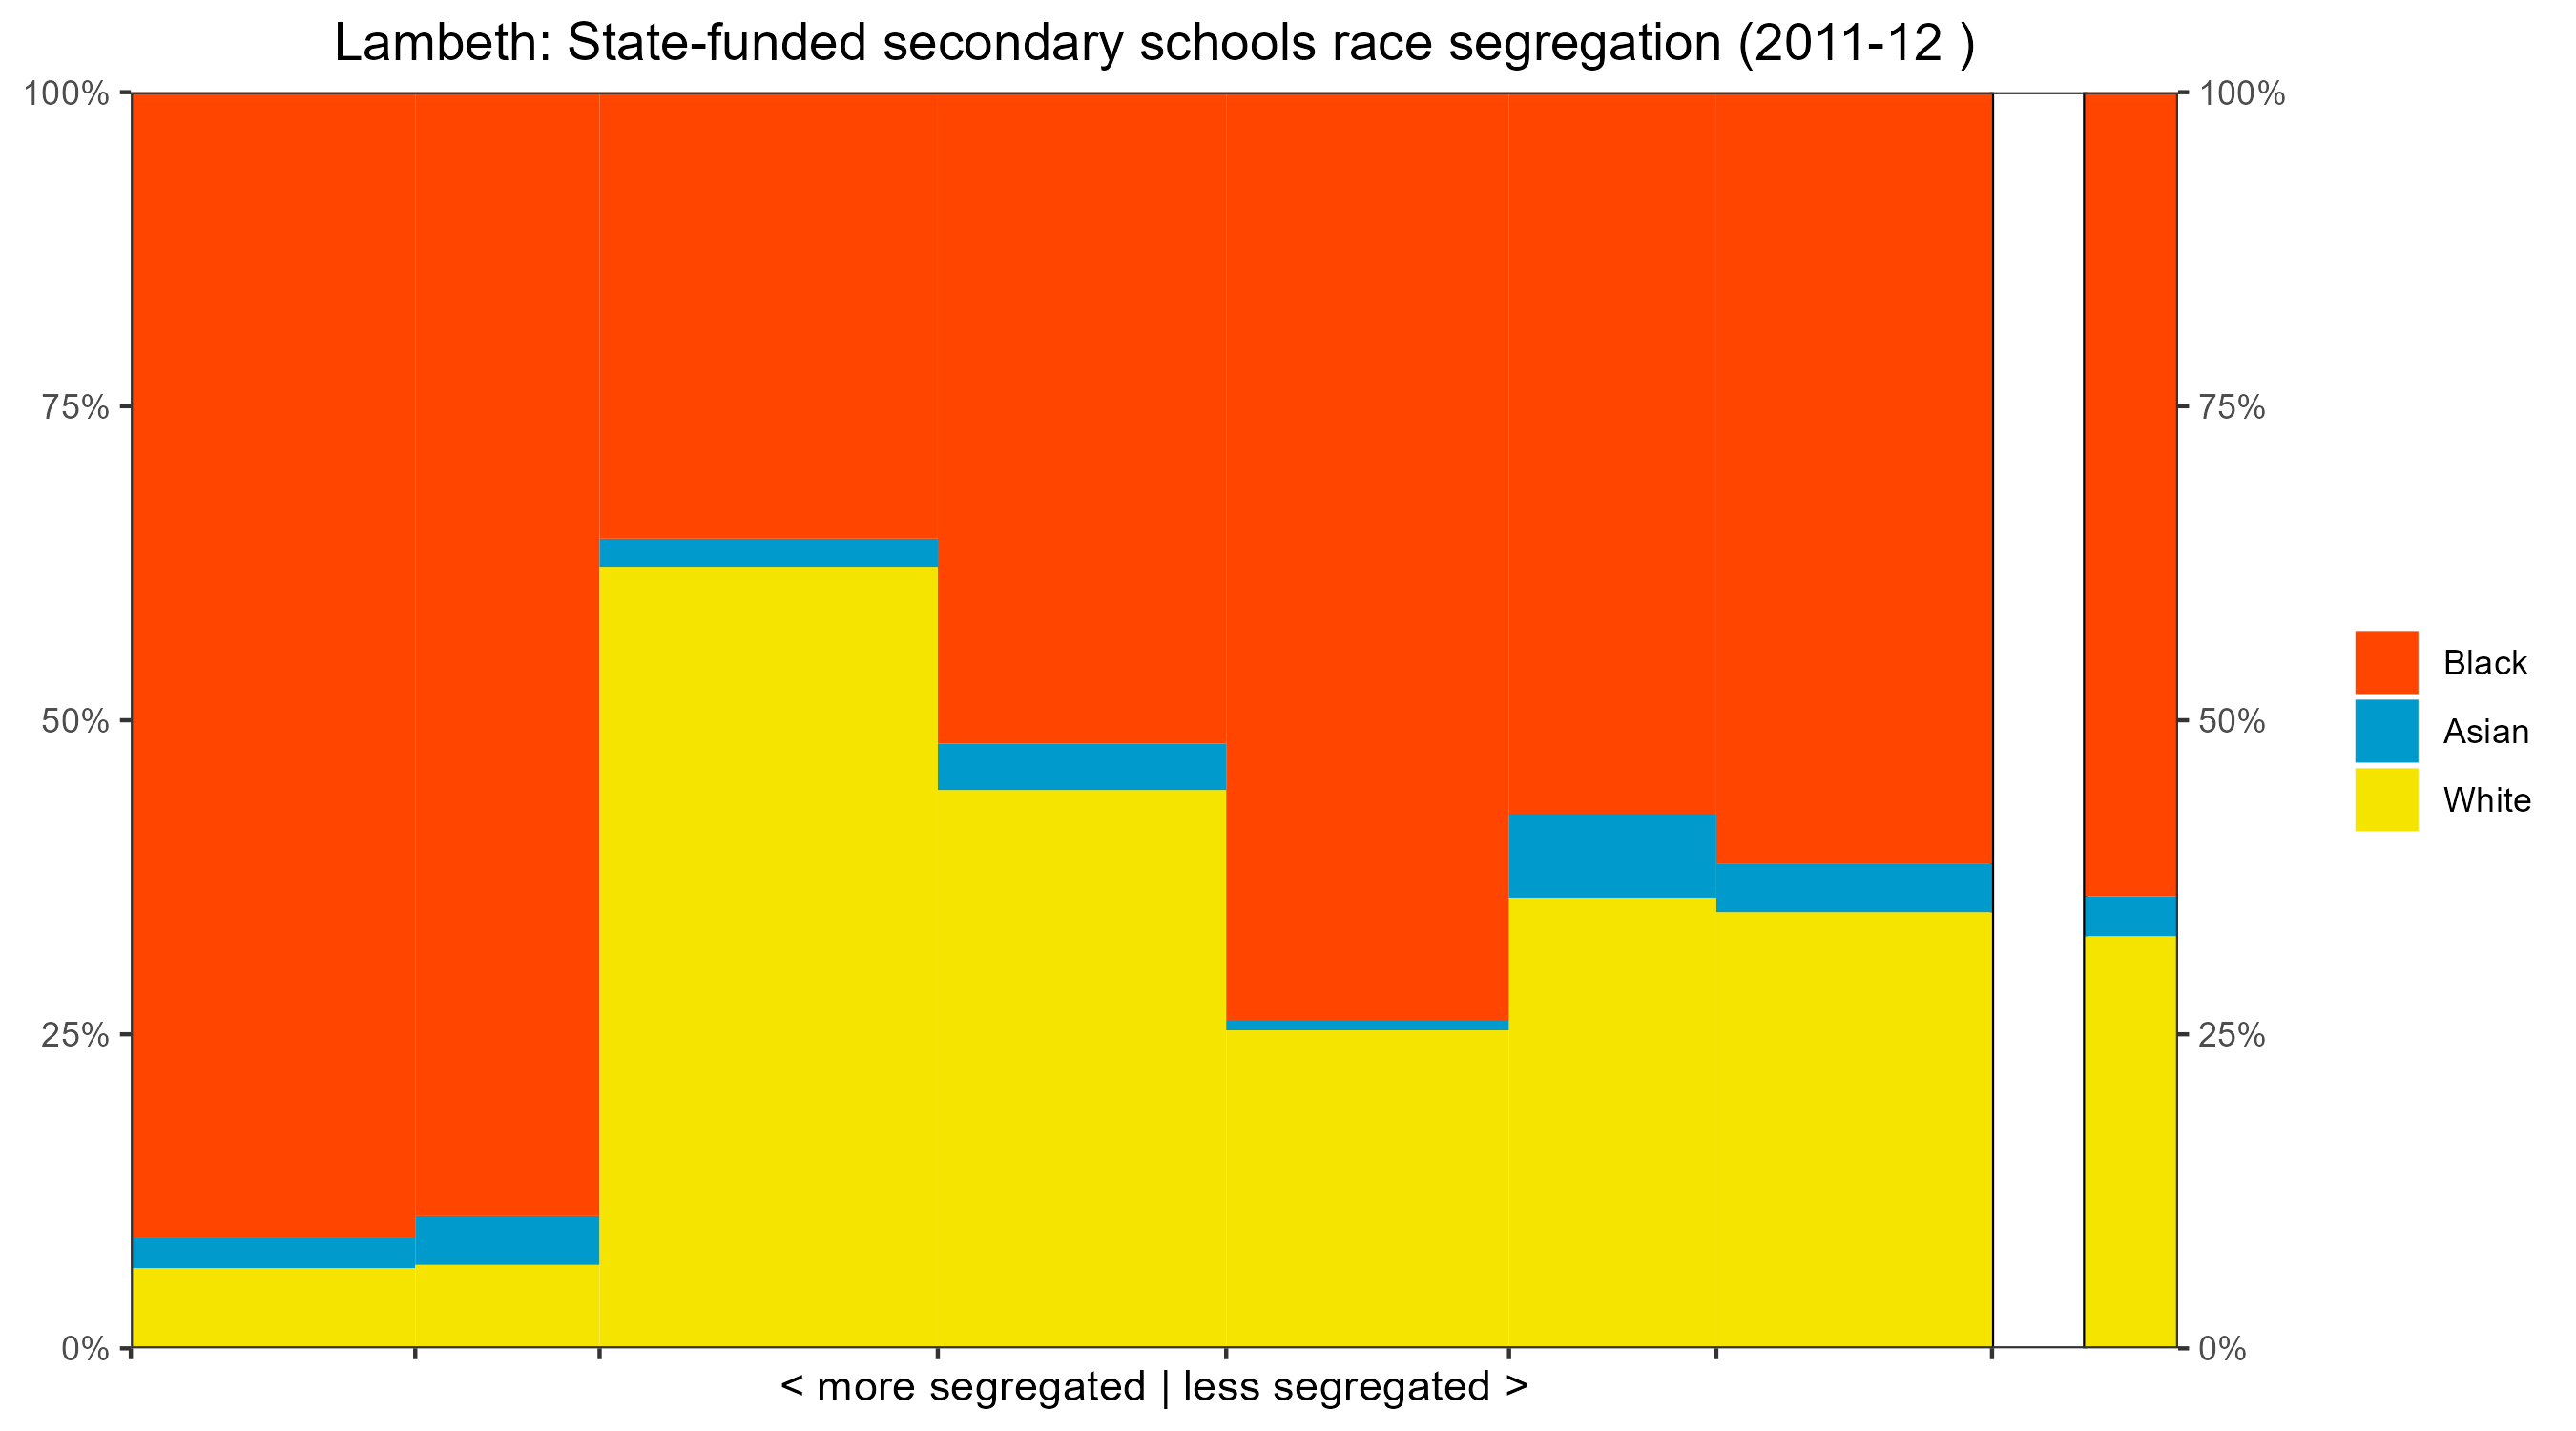 Lambeth: State-funded secondary schools race segregation (2011-12 )
100%
75%
50%
25%
0%
100%
75%
50%
25%
0%
Black
Asian
White
< more segregated | less segregated >